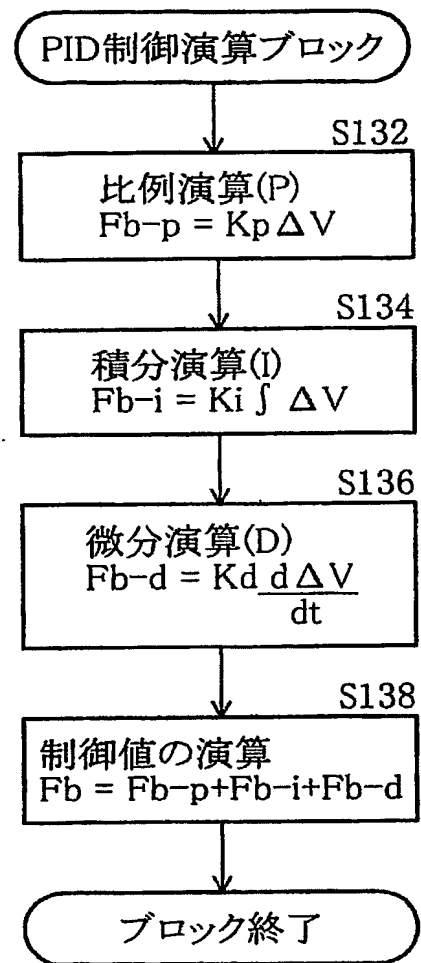 PID制御演算ブロック
S132
比例演算(P)
Fb-p = Kp ΔV
S134
積分演算(I)
Fb-i = Ki ∫ ΔV
S136
微分演算(D)
Fb-d = Kd d ΔV
dt
S138
制御値の演算
Fb = Fb-p+Fb-i+Fb-d
ブロック終了